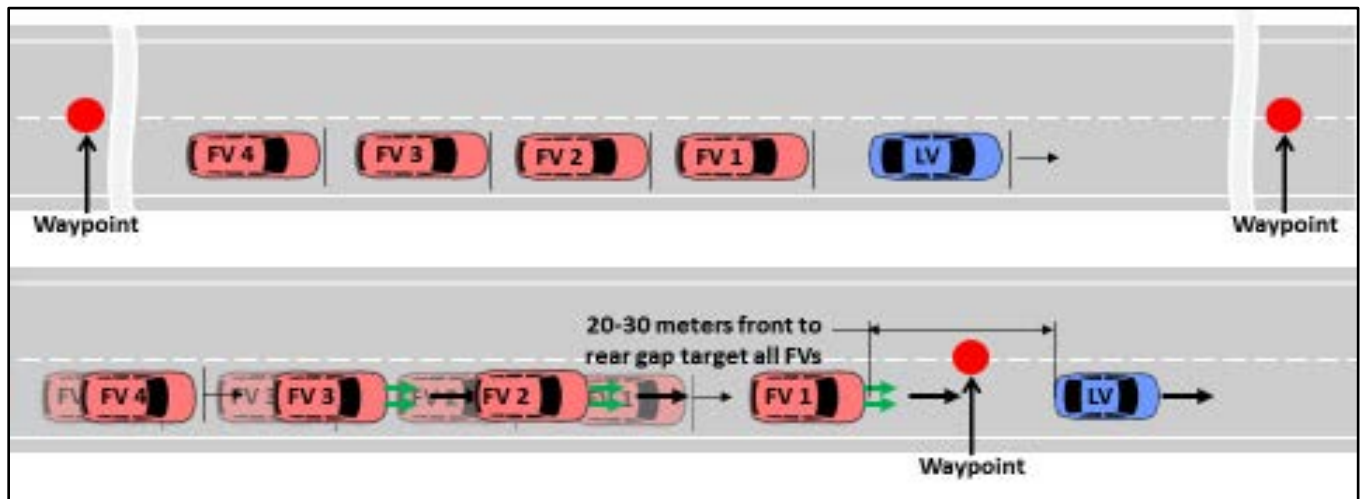 FV 4
FV 3
FV 2
FV 1
LV
Waypoint
Waypoint
20-30 meters front to
rear gap target all FVs
FV 4
FV 3
FV 2
FV 1
LV
Waypoint